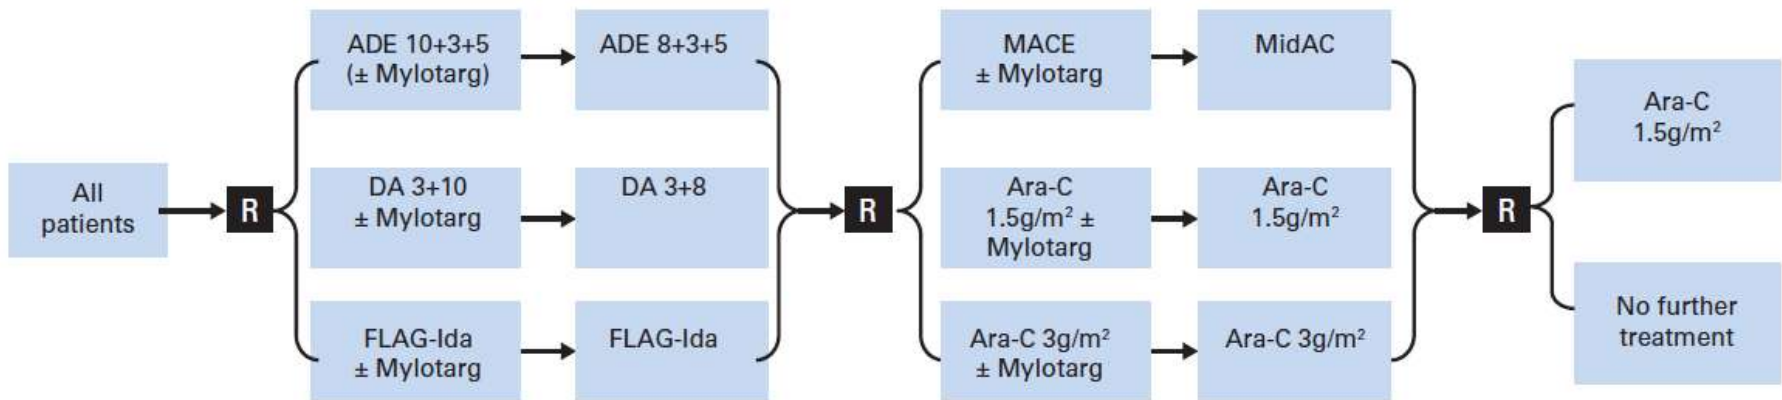 All
patients
R
ADE 10+3+5
(± Mylotarg)
ADE 8+3+5
DA 3+10
± Mylotarg
DA 3+8
FLAG-Ida
± Mylotarg
FLAG-Ida
R
MACE
± Mylotarg
MidAC
Ara-C
1.5g/m²±
Mylotarg
Ara-C
1.5g/m²
Ara-C 3g/m²
± Mylotarg
Ara-C 3g/m²
R
Ara-C
1.5g/m²
No further
treatment